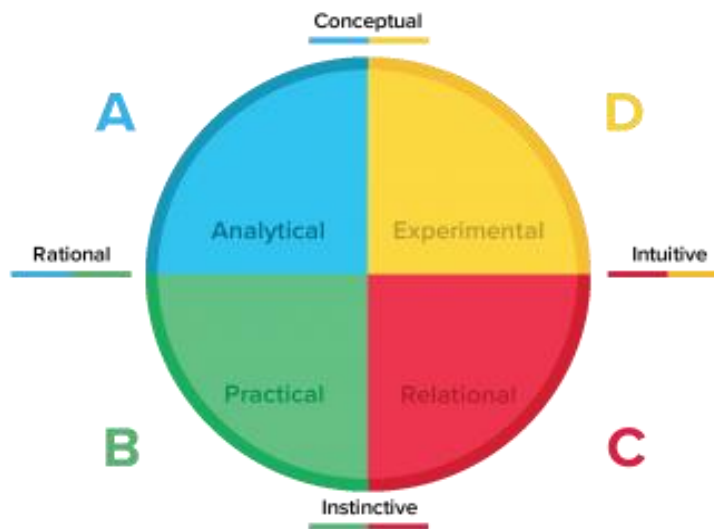 Conceptual
A
D
Analytical
Experimental
Rational
Intuitive
Practical
Relational
B
C
Instinctive